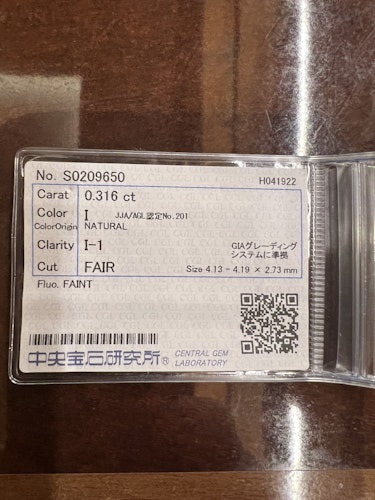 No. S0209650
H041922
Carat 0.316 ct
Color I JJA/AGL認定No.201
ColorOrigin NATURAL
Clarity I-1 GIAグレーディング
システムに準拠
Cut FAIR Size 4.13 - 4.19 × 2.73 mm
Fluo. FAINT
中央宝石研究所® CENTRAL GEM
LABORATORY